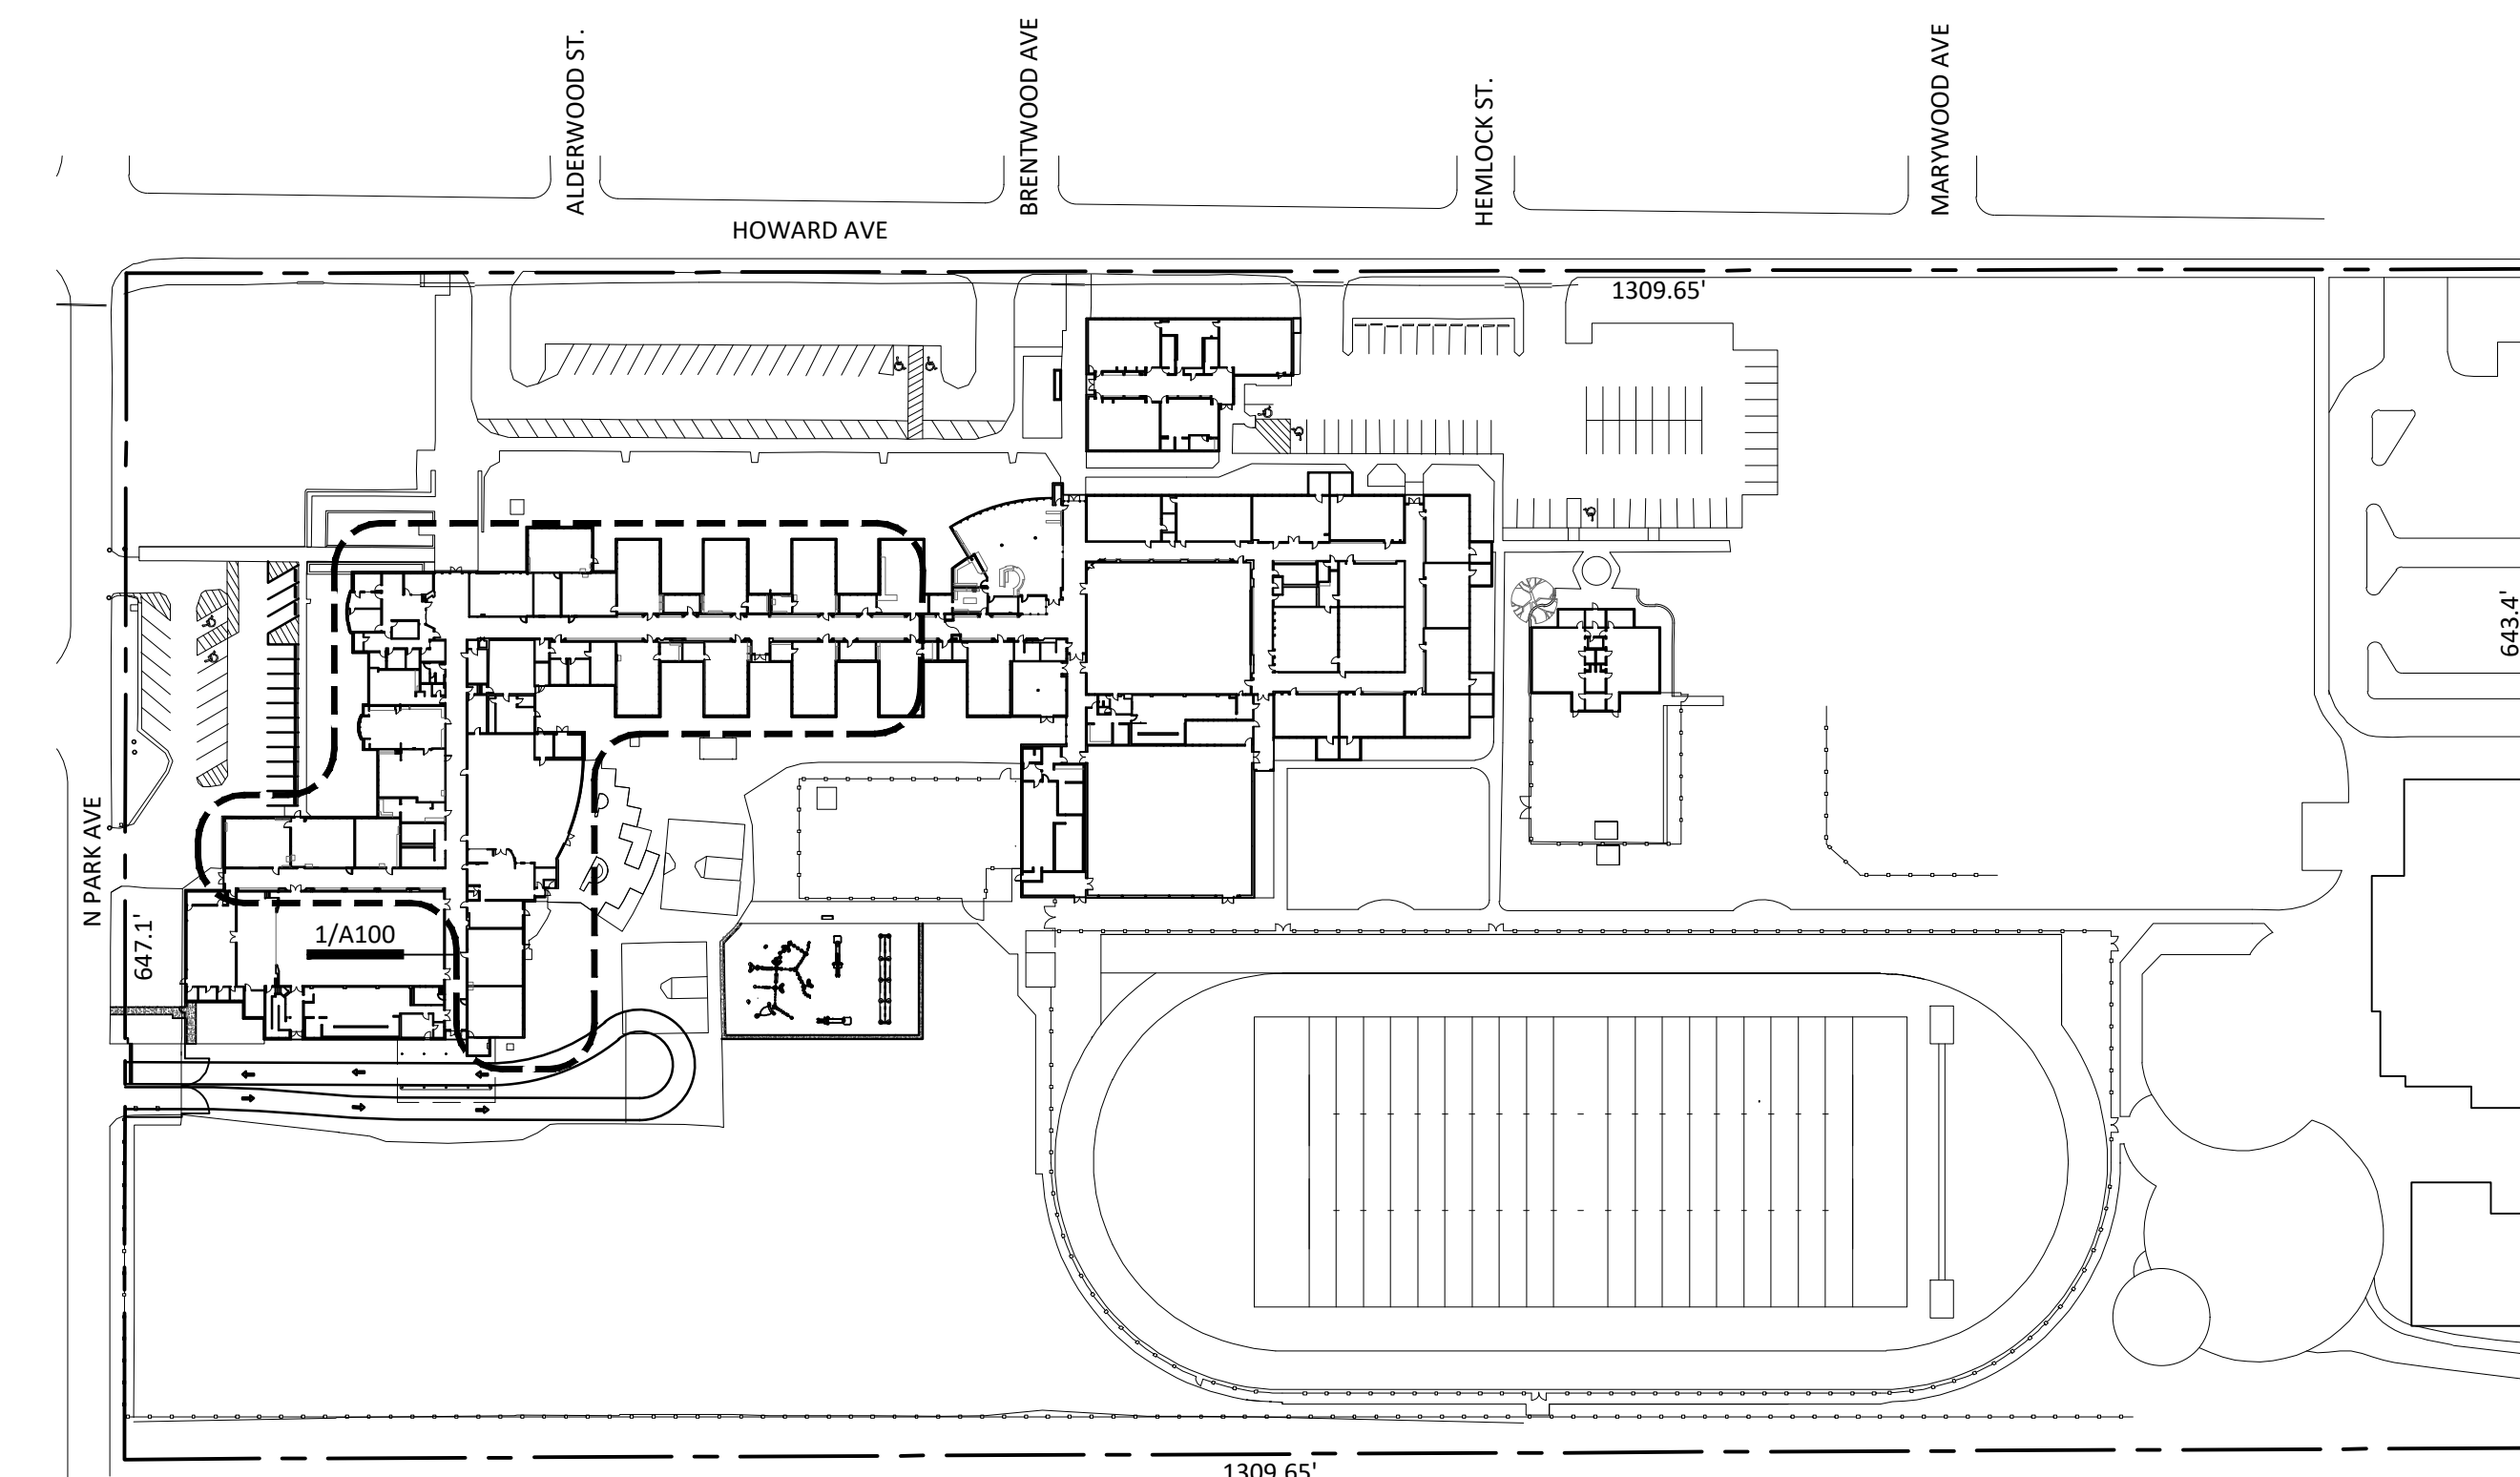 ALDERWOOD ST.
BRENTWOOD AVE
HEMLOCK ST.
MARYWOOD AVE
HOWARD AVE
1309.65'
643.4'
N PARK AVE
647.1'
1/A100
1309.65'